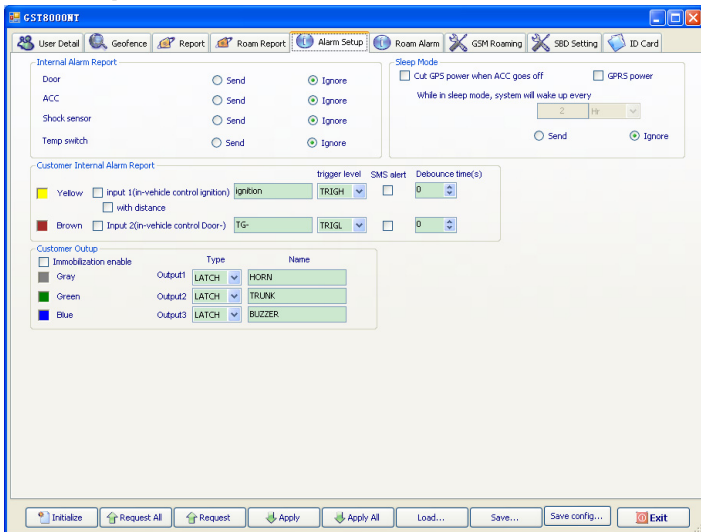 GST8000NT
User Detail Geofence Report Roam Report Alarm Setup Roam Alarm GSM Roaming SBD Setting ID Card
Internal Alarm Report
Door Send Ignore
ACC Send Ignore
Shock sensor Send Ignore
Temp switch Send Ignore
Sleep Mode
Cut GPS power when ACC goes off GPRS power
While in sleep mode, system will wake up every
2 Hr
Send Ignore
Customer Internal Alarm Report
trigger level SMS alert Debounce time(s)
Yellow input 1(in-vehicle control ignition) ignition TRIGH 0
with distance
Brown Input 2(in-vehicle control Door-) TG- TRIGL 0
Customer Outup
Immobilization enable Type Name
Gray Output1 LATCH HORN
Green Output2 LATCH TRUNK
Blue Output3 LATCH BUZZER
Initialize Request All Request Apply Apply All Load... Save... Save config... Exit